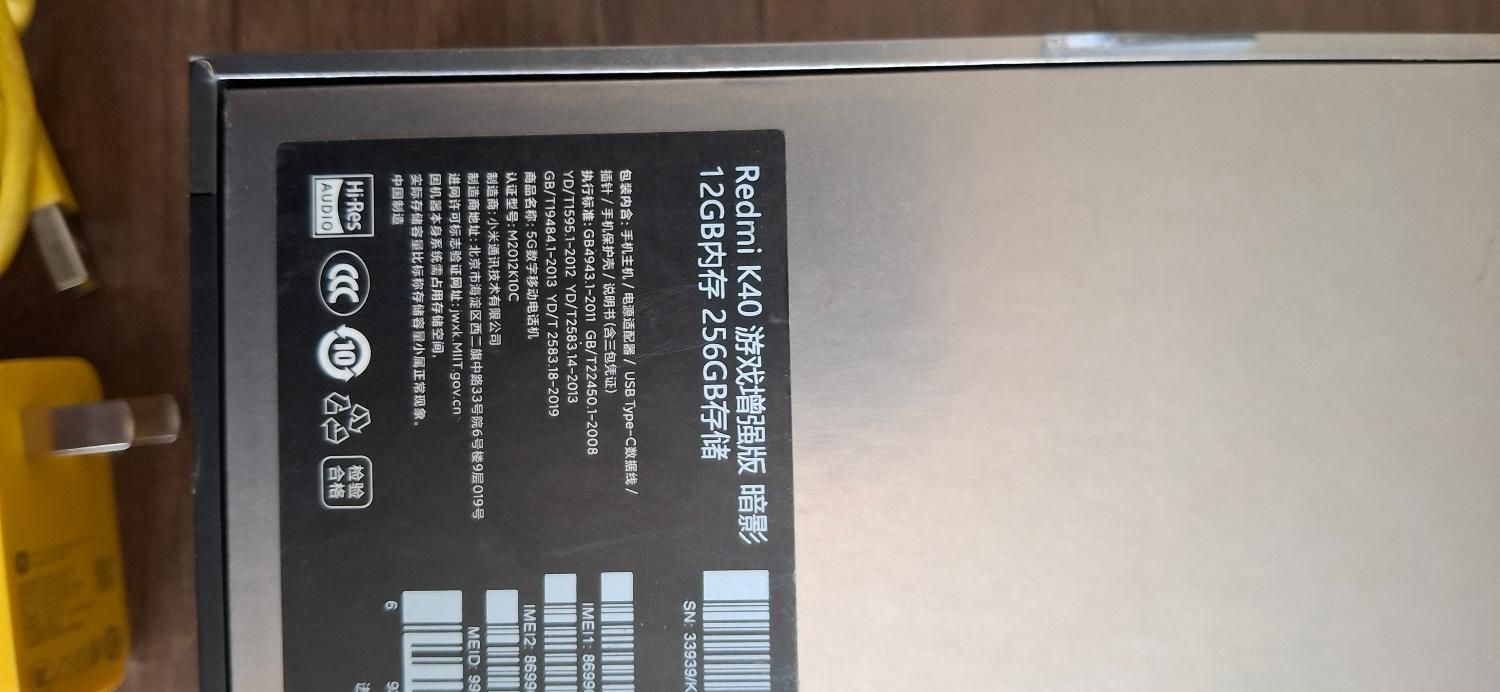 Redmi K40 游戏增强版 暗影
12GB内存 256GB存储
包装内含: 手机主机 / 电源适配器 / USB Type-C数据线 /
插针 / 手机保护壳 / 说明书(含三包凭证)
执行标准: GB4943.1-2011 GB/T22450.1-2008
YD/T1595.1-2012 YD/T2583.14-2013
GB/T19484.1-2013 YD/T 2583.18-2019
商品名称: 5G数字移动电话机
认证型号: M2012K10C
制造商: 小米通讯技术有限公司
制造商地址: 北京市海淀区西二旗中路33号院6号楼9层019号
进网许可标志验证网址: jwxk.MIIT.gov.cn
因机器本身系统需占用存储空间,
实际存储容量比标称存储容量小属正常现象。
中国制造
Hi-Res
AUDIO
CCC
10
检验
合格
SN: 33939/K
IMEI1: 8699
IMEI2: 8699
MEID: 99
6